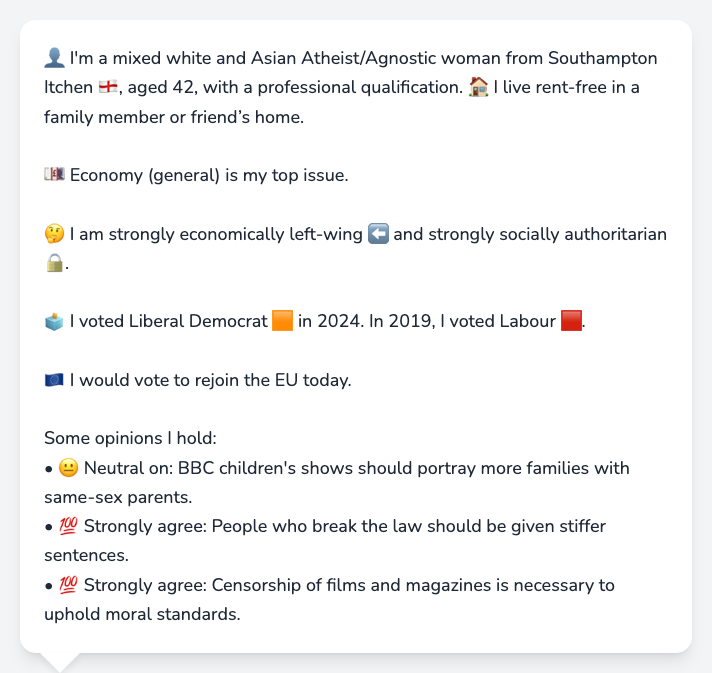 👤 I'm a mixed white and Asian Atheist/Agnostic woman from Southampton
Itchen 🏴󠁧󠁢󠁥󠁮󠁧󠁿, aged 42, with a professional qualification. 🏠 I live rent-free in a
family member or friend’s home.
💷 Economy (general) is my top issue.
🤔 I am strongly economically left-wing ⬅️ and strongly socially authoritarian
🔒.
🗳️ I voted Liberal Democrat 🟧 in 2024. In 2019, I voted Labour 🟥.
🇪🇺 I would vote to rejoin the EU today.
Some opinions I hold:
• 😐 Neutral on: BBC children's shows should portray more families with
same-sex parents.
• 💯 Strongly agree: People who break the law should be given stiffer
sentences.
• 💯 Strongly agree: Censorship of films and magazines is necessary to
uphold moral standards.